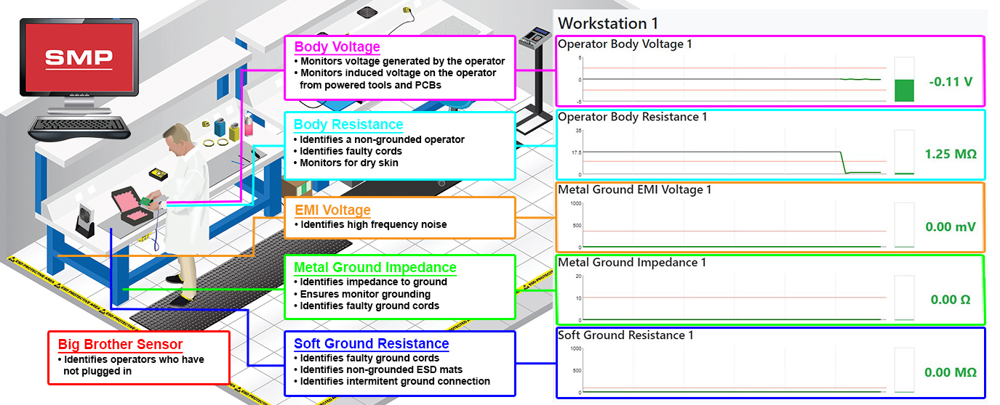 SMP
Body Voltage
• Monitors voltage generated by the operator
• Monitors induced voltage on the operator
from powered tools and PCBs
Body Resistance
• Identifies a non-grounded operator
• Identifies faulty cords
• Monitors for dry skin
EMI Voltage
• Identifies high frequency noise
Metal Ground Impedance
• Identifies impedance to ground
• Ensures monitor grounding
• Identifies faulty ground cords
Big Brother Sensor
• Identifies operators who have
not plugged in
Soft Ground Resistance
• Identifies faulty ground cords
• Identifies non-grounded ESD mats
• Identifies intermitent ground connection
ESD PROTECTIVE AREA
ESD PROTECTIVE AREA
ESD PROTECTIVE
Workstation 1
Operator Body Voltage 1
5
0
-5
-0.11 V
Operator Body Resistance 1
35
17.5
0
1.25 MΩ
Metal Ground EMI Voltage 1
1000
500
0
0.00 mV
Metal Ground Impedance 1
20
10
0
0.00 Ω
Soft Ground Resistance 1
1000
500
0
0.00 MΩ